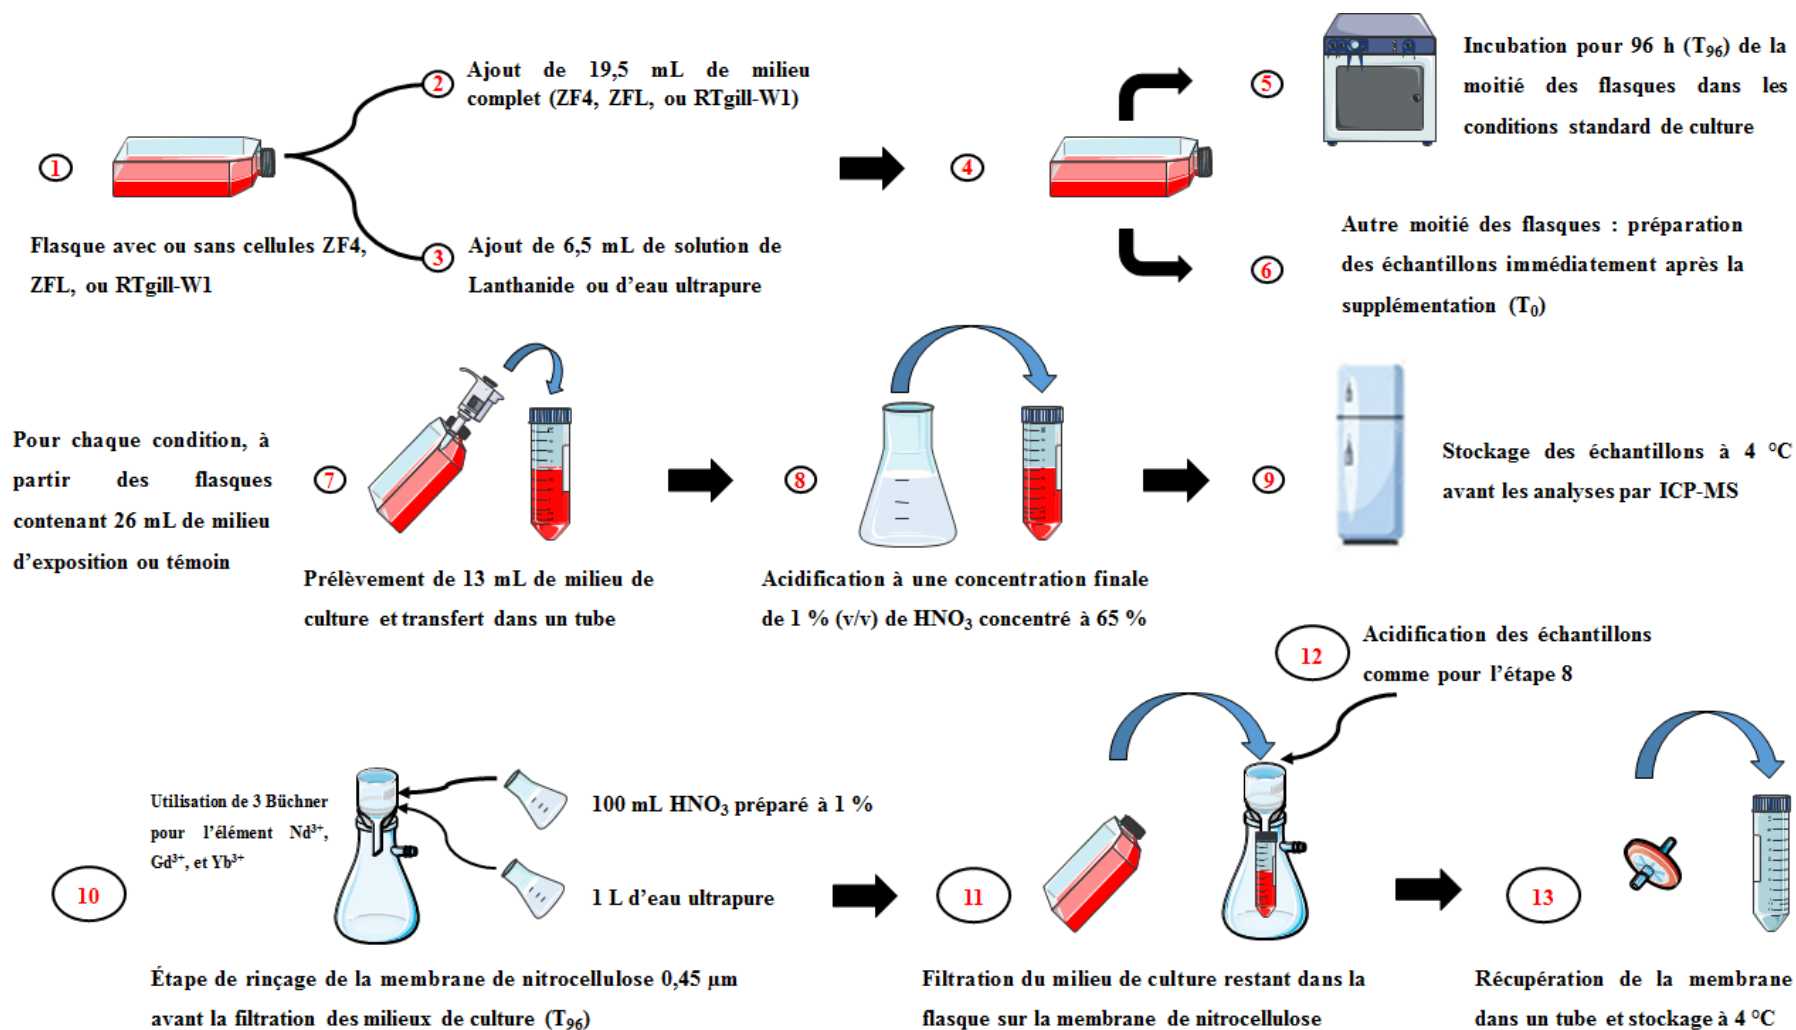 1
Flasque avec ou sans cellules ZF4,
ZFL, ou RTgill-W1
2
Ajout de 19,5 mL de milieu
complet (ZF4, ZFL, ou RTgill-W1)
3
Ajout de 6,5 mL de solution de
Lanthanide ou d’eau ultrapure
4
5
Incubation pour 96 h (T₉₆) de la
moitié des flasques dans les
conditions standard de culture
6
Autre moitié des flasques : préparation
des échantillons immédiatement après la
supplémentation (T₀)
Pour chaque condition, à
partir des flasques
contenant 26 mL de milieu
d’exposition ou témoin
7
Prélèvement de 13 mL de milieu de
culture et transfert dans un tube
8
Acidification à une concentration finale
de 1 % (v/v) de HNO₃ concentré à 65 %
9
Stockage des échantillons à 4 °C
avant les analyses par ICP-MS
10
Utilisation de 3 Büchner
pour l’élément Nd³⁺,
Gd³⁺, et Yb³⁺
100 mL HNO₃ préparé à 1 %
1 L d’eau ultrapure
Étape de rinçage de la membrane de nitrocellulose 0,45 µm
avant la filtration des milieux de culture (T₉₆)
11
Filtration du milieu de culture restant dans la
flasque sur la membrane de nitrocellulose
12
Acidification des échantillons
comme pour l’étape 8
13
Récupération de la membrane
dans un tube et stockage à 4 °C